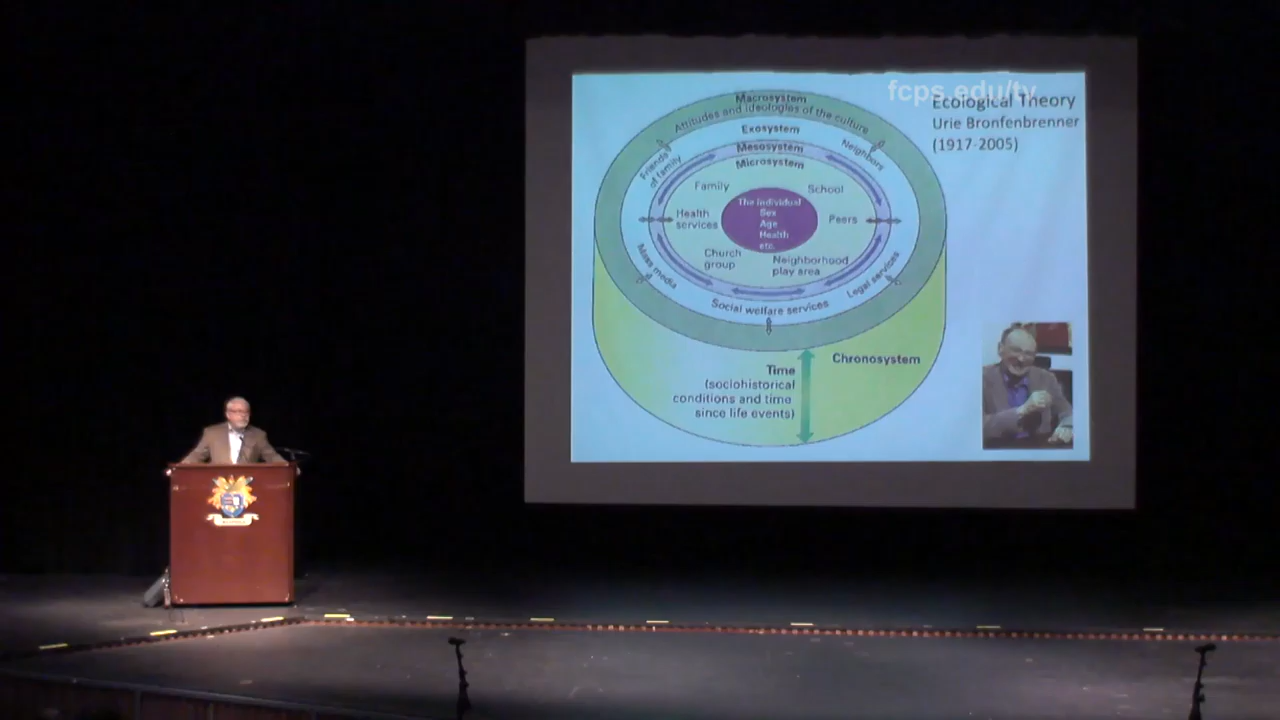 fcps.edu/tv
Ecological Theory
Urie Bronfenbrenner
(1917-2005)
Macrosystem
Attitudes and ideologies of the culture
Exosystem
Mesosystem
Microsystem
Friends
of family
Neighbors
Family
School
The individual
Sex
Age
Health
etc.
Health
services
Peers
Church
group
Neighborhood
play area
Mass media
Legal services
Social welfare services
Chronosystem
Time
(sociohistorical
conditions and time
since life events)